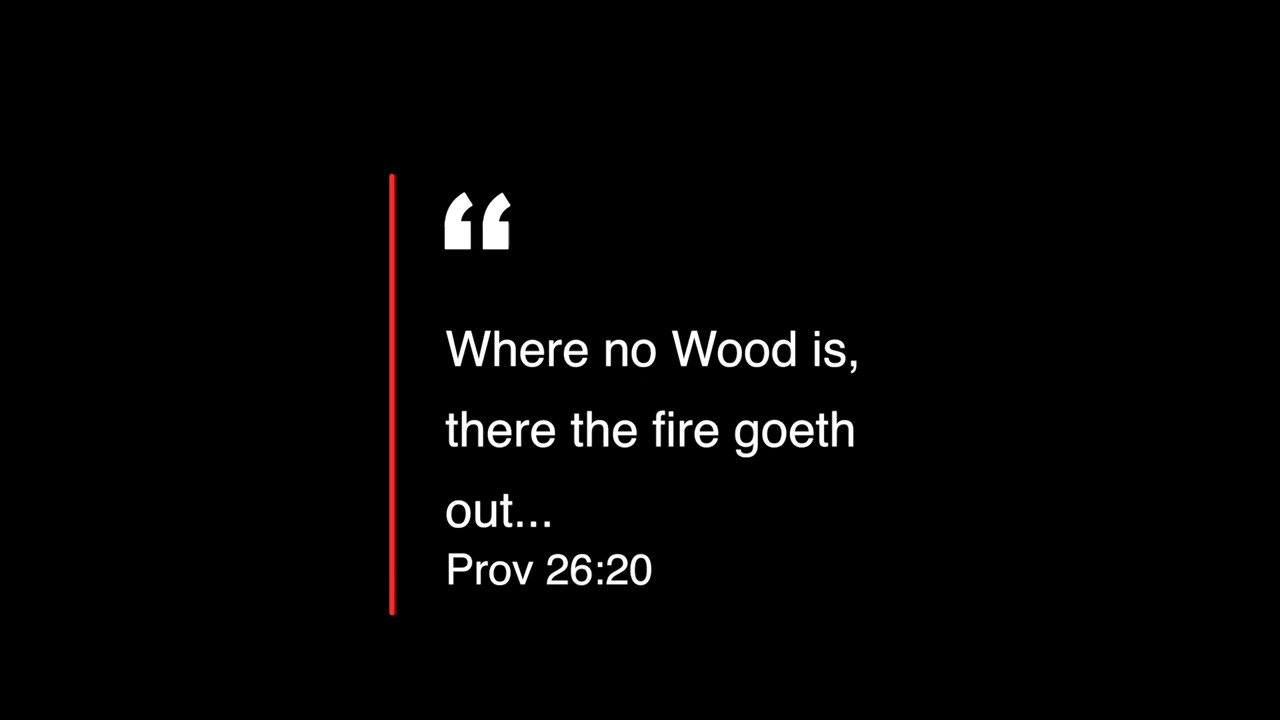 “
Where no Wood is,
there the fire goeth
out...
Prov 26:20